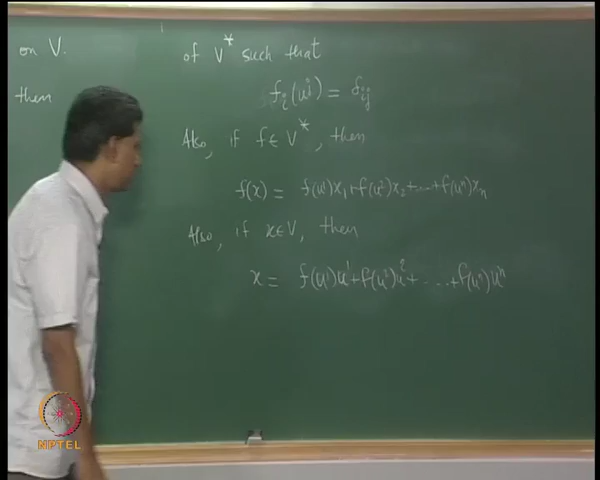 on V.
then
of V* such that
fᵢ(uʲ) = δᵢⱼ
Also, if f ∈ V*, then
f(x) = f(u¹)x₁ + f(u²)x₂ + ... + f(uⁿ)xₙ
Also, if x ∈ V, then
x = f(u¹)u¹ + f(u²)u² + ... + f(uⁿ)uⁿ
NPTEL